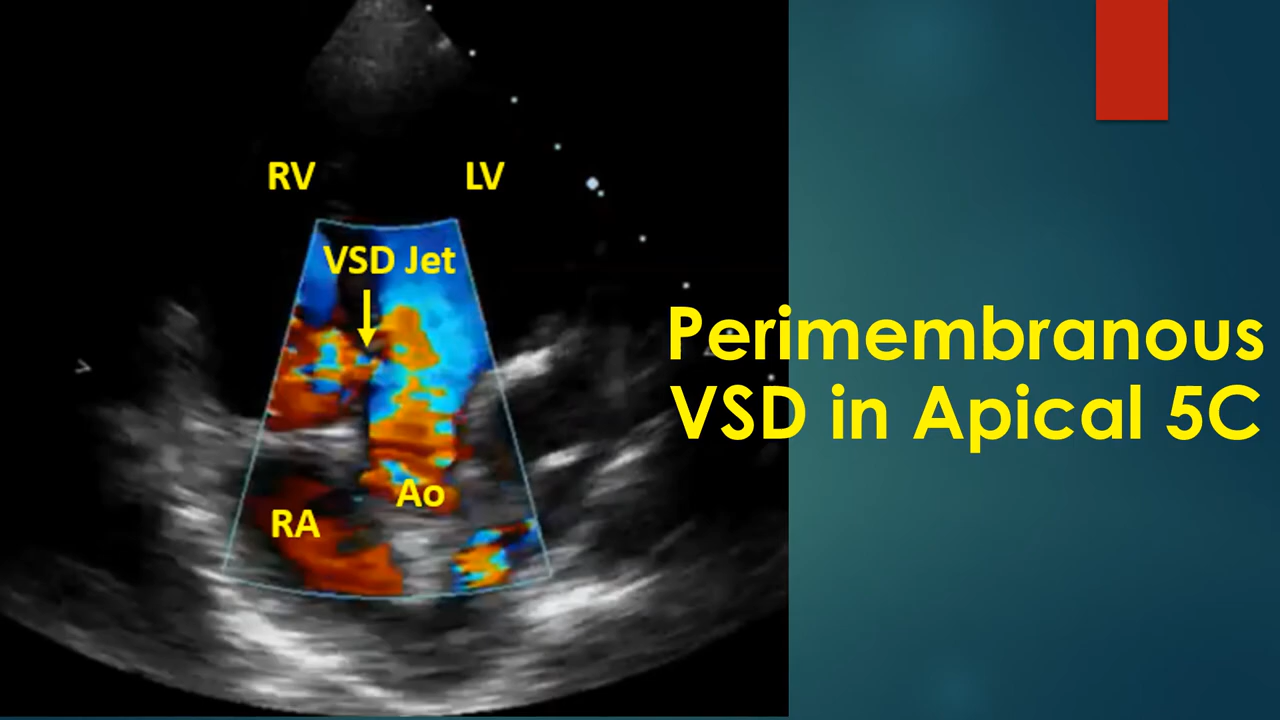 RV
LV
VSD Jet
Ao
RA
Perimembranous
VSD in Apical 5C